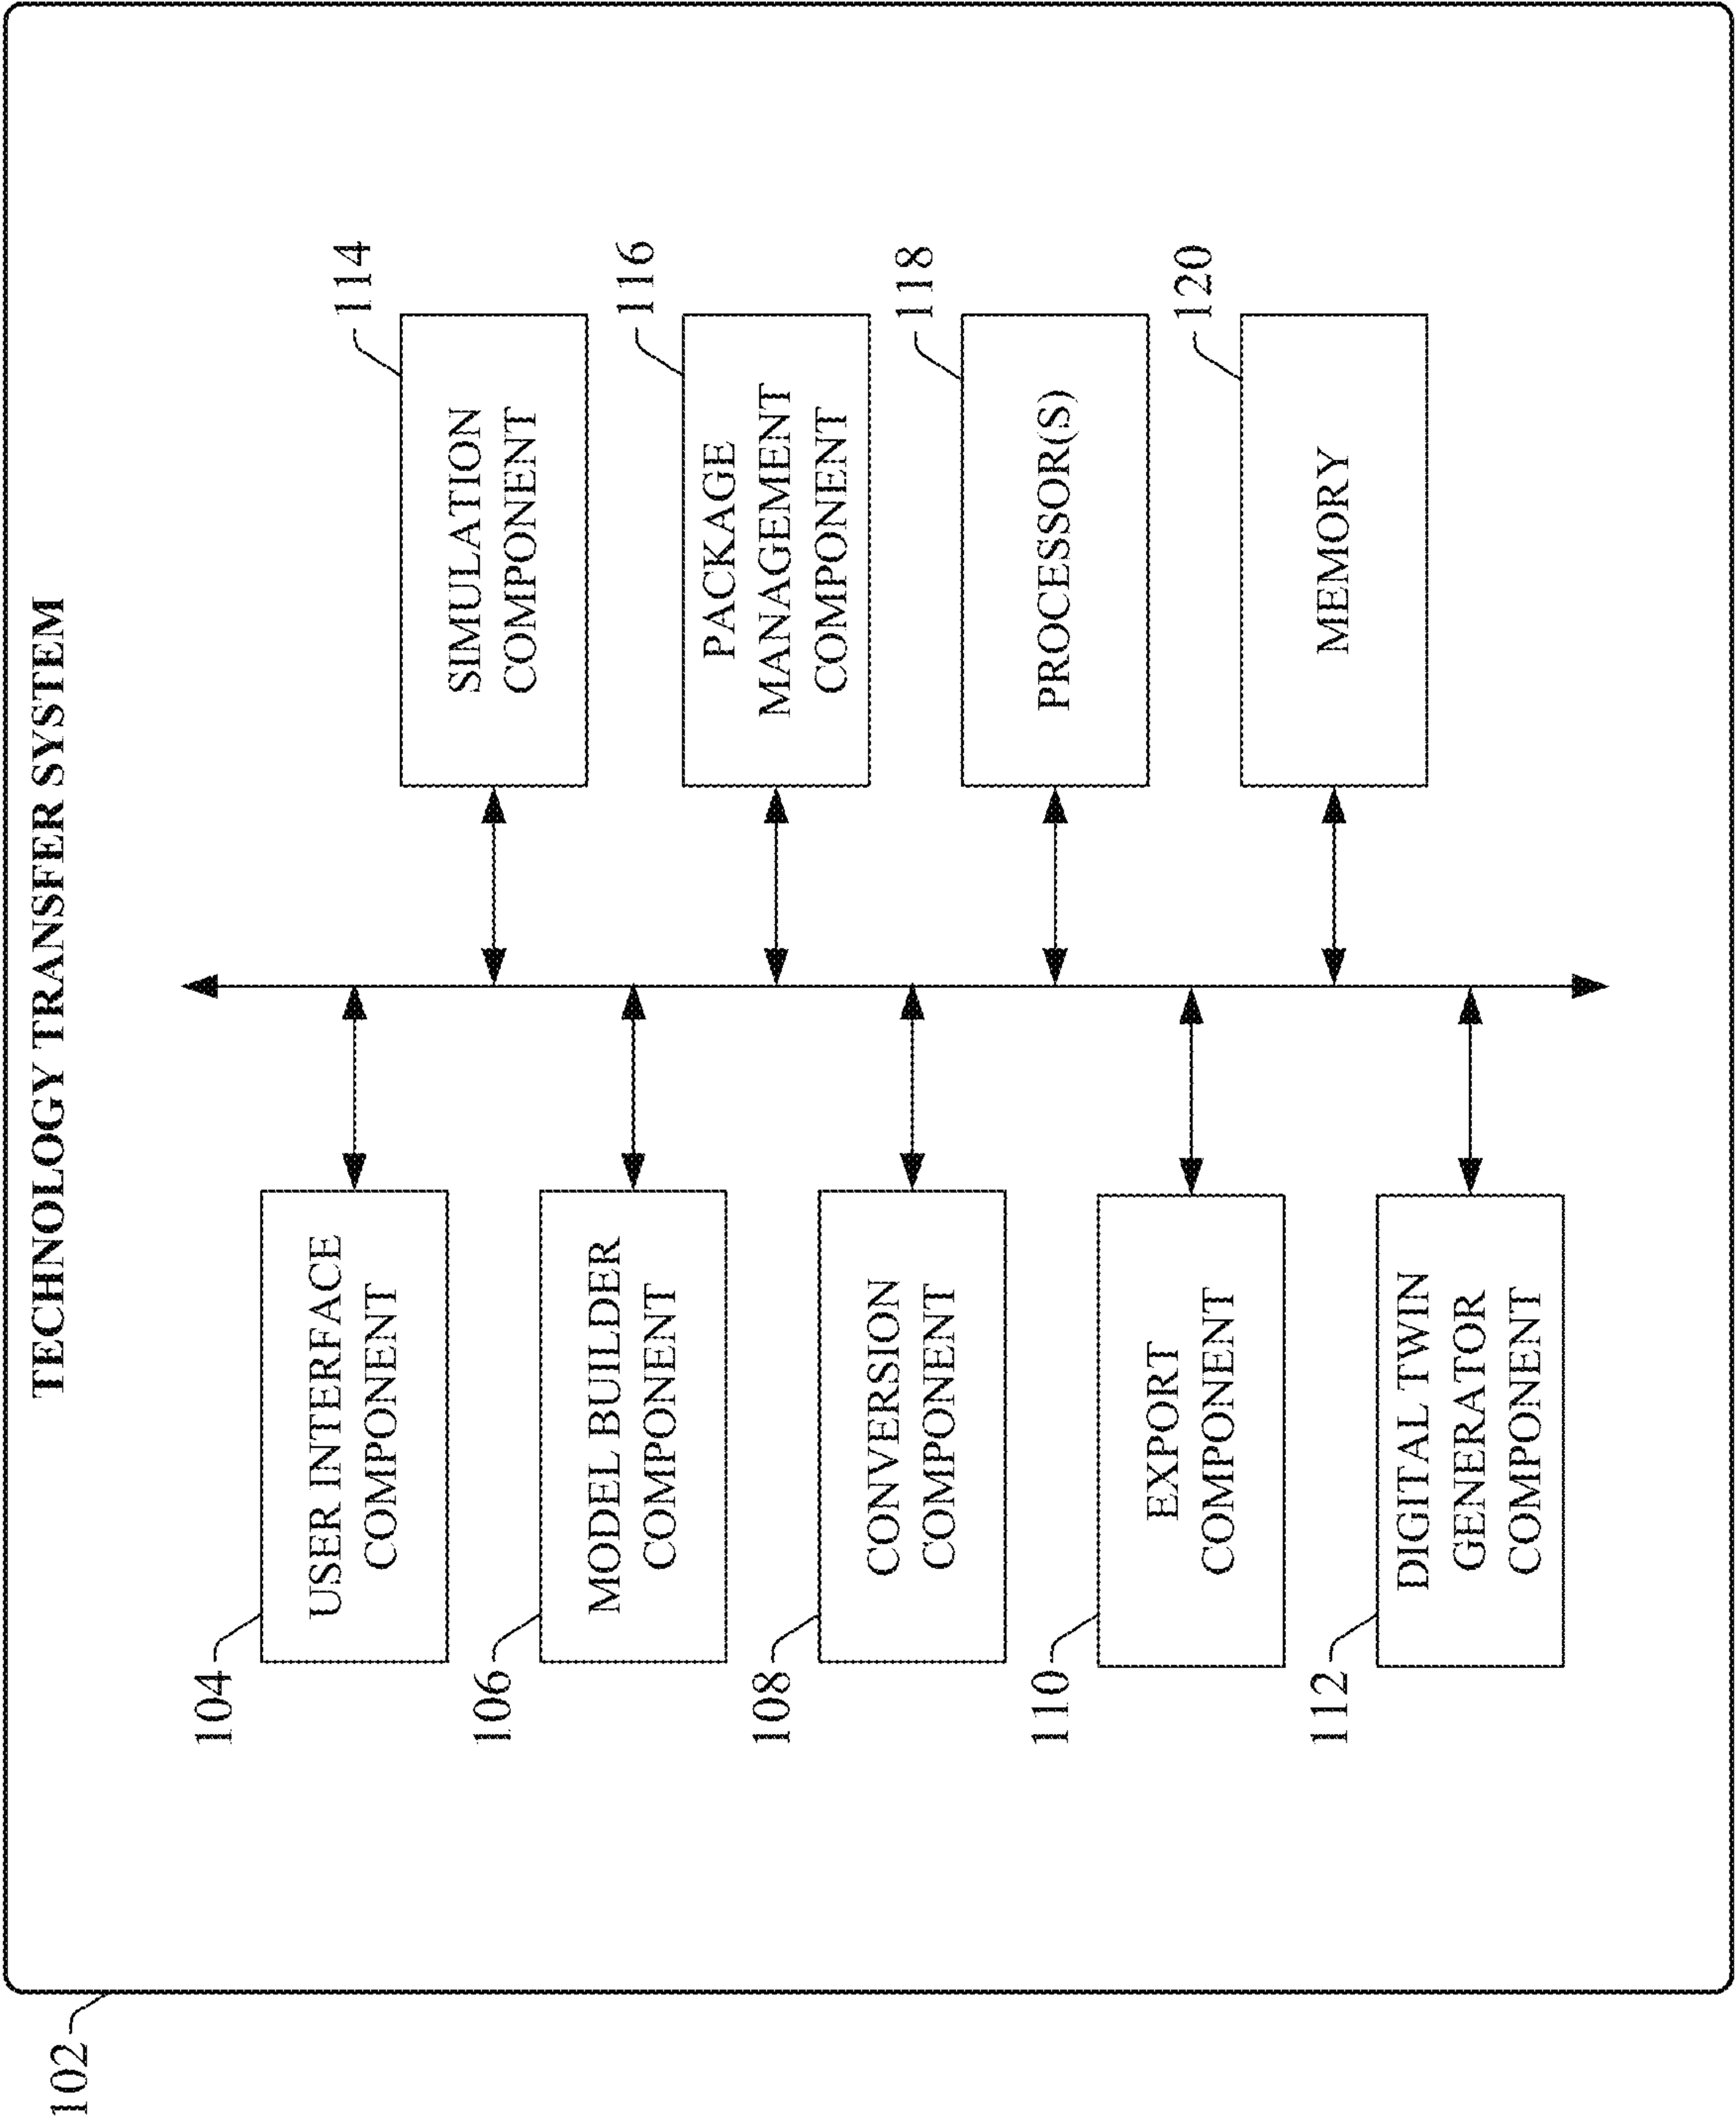 TECHNOLOGY TRANSFER SYSTEM
102
104
USER INTERFACE
COMPONENT
106
MODEL BUILDER
COMPONENT
108
CONVERSION
COMPONENT
110
EXPORT
COMPONENT
112
DIGITAL TWIN
GENERATOR
COMPONENT
114
SIMULATION
COMPONENT
116
PACKAGE
MANAGEMENT
COMPONENT
118
PROCESSOR(S)
120
MEMORY